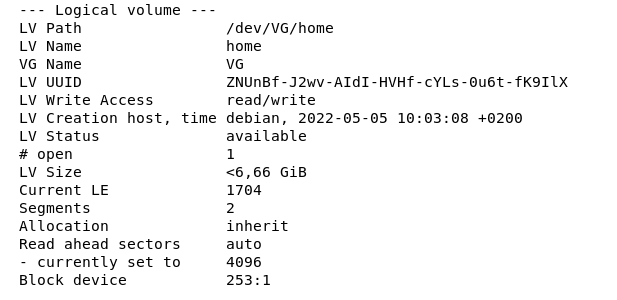 --- Logical volume ---
LV Path                /dev/VG/home
LV Name                home
VG Name                VG
LV UUID                ZNUnBf-J2wv-AIdI-HVHf-cYLs-0u6t-fK9IlX
LV Write Access        read/write
LV Creation host, time debian, 2022-05-05 10:03:08 +0200
LV Status              available
# open                 1
LV Size                <6,66 GiB
Current LE             1704
Segments               2
Allocation             inherit
Read ahead sectors     auto
- currently set to     4096
Block device           253:1